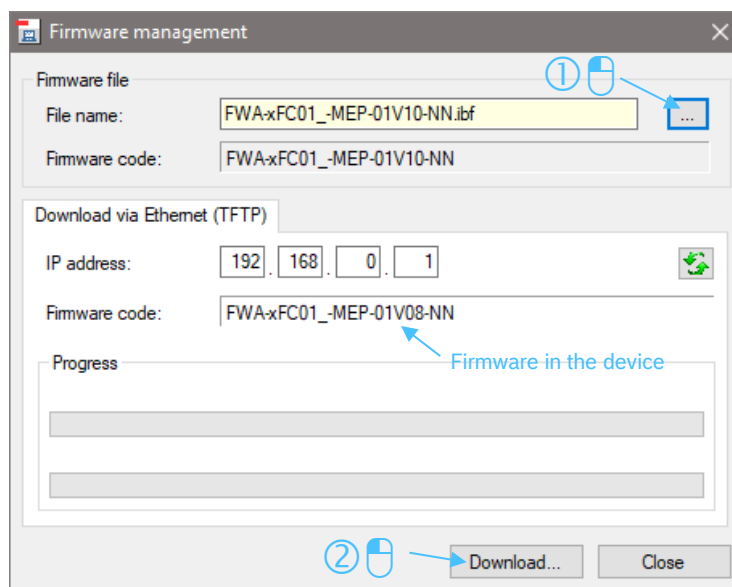 Firmware management
Firmware file
①
File name: FWA-xFC01_-MEP-01V10-NN.ibf ...
Firmware code: FWA-xFC01_-MEP-01V10-NN
Download via Ethernet (TFTP)
IP address: 192 . 168 . 0 . 1
Firmware code: FWA-xFC01_-MEP-01V08-NN
Firmware in the device
Progress
② Download... Close